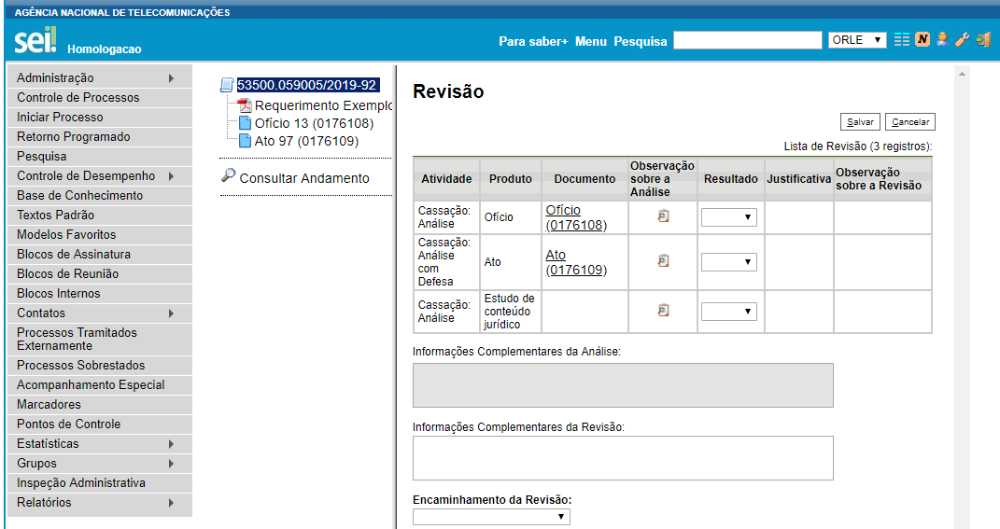 AGÊNCIA NACIONAL DE TELECOMUNICAÇÕES
sei! Homologacao
Para saber+ Menu Pesquisa ORLE N
Administração
Controle de Processos
Iniciar Processo
Retorno Programado
Pesquisa
Controle de Desempenho
Base de Conhecimento
Textos Padrão
Modelos Favoritos
Blocos de Assinatura
Blocos de Reunião
Blocos Internos
Contatos
Processos Tramitados
Externamente
Processos Sobrestados
Acompanhamento Especial
Marcadores
Pontos de Controle
Estatísticas
Grupos
Inspeção Administrativa
Relatórios
53500.059005/2019-92
Requerimento Exemplo
Ofício 13 (0176108)
Ato 97 (0176109)
Consultar Andamento
Revisão
Salvar Cancelar
Lista de Revisão (3 registros):
Atividade Produto Documento Observação sobre a Análise Resultado Justificativa Observação sobre a Revisão
Cassação: Análise Ofício Ofício (0176108)
Cassação: Análise com Defesa Ato Ato (0176109)
Cassação: Análise Estudo de conteúdo jurídico
Informações Complementares da Análise:
Informações Complementares da Revisão:
Encaminhamento da Revisão: